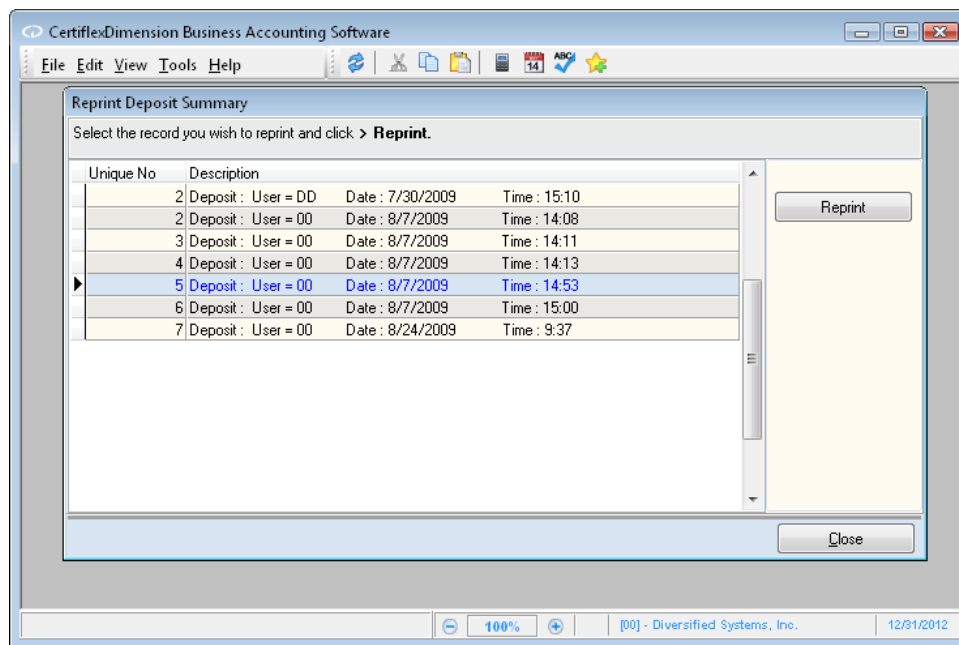 CertiflexDimension Business Accounting Software
File Edit View Tools Help 14 ABC
Reprint Deposit Summary
Select the record you wish to reprint and click > Reprint.
Unique No Description
2 Deposit : User = DD Date : 7/30/2009 Time : 15:10
2 Deposit : User = 00 Date : 8/7/2009 Time : 14:08
3 Deposit : User = 00 Date : 8/7/2009 Time : 14:11
4 Deposit : User = 00 Date : 8/7/2009 Time : 14:13
5 Deposit : User = 00 Date : 8/7/2009 Time : 14:53
6 Deposit : User = 00 Date : 8/7/2009 Time : 15:00
7 Deposit : User = 00 Date : 8/24/2009 Time : 9:37
Reprint
Close
100% [00] - Diversified Systems, Inc. 12/31/2012